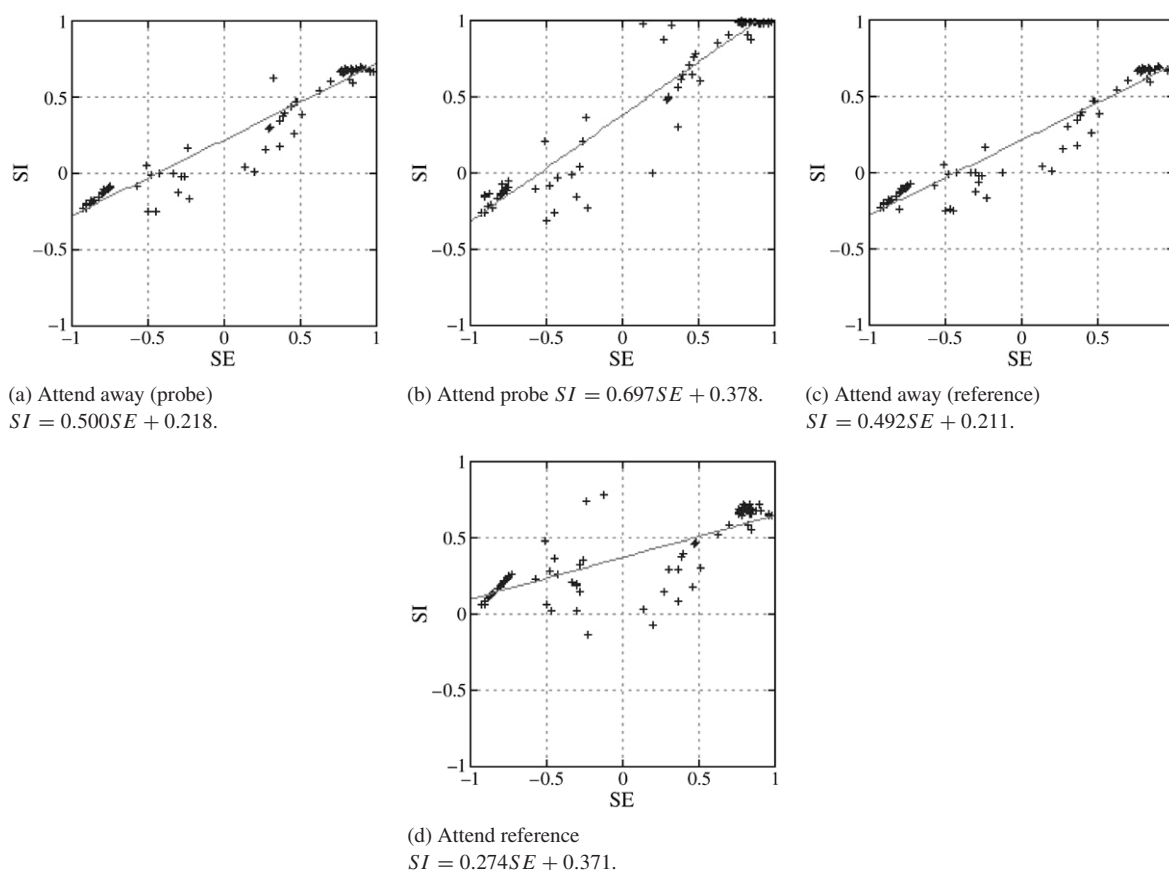 1
0.5
0
−0.5
−1
SI
−1
−0.5
0
0.5
1
SE
(a) Attend away (probe)
SI = 0.500SE + 0.218.
1
0.5
0
−0.5
−1
SI
−1
−0.5
0
0.5
1
SE
(b) Attend probe SI = 0.697SE + 0.378.
1
0.5
0
−0.5
−1
SI
−1
−0.5
0
0.5
1
SE
(c) Attend away (reference)
SI = 0.492SE + 0.211.
1
0.5
0
−0.5
−1
SI
−1
−0.5
0
0.5
1
SE
(d) Attend reference
SI = 0.274SE + 0.371.